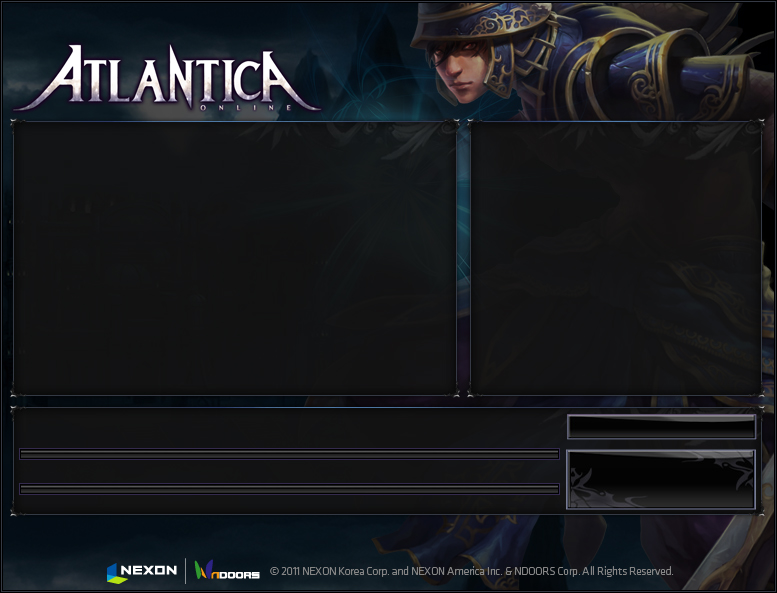 ATLANTICA
ONLINE
NEXON NDOORS © 2011 NEXON Korea Corp. and NEXON America Inc. & NDOORS Corp. All Rights Reserved.